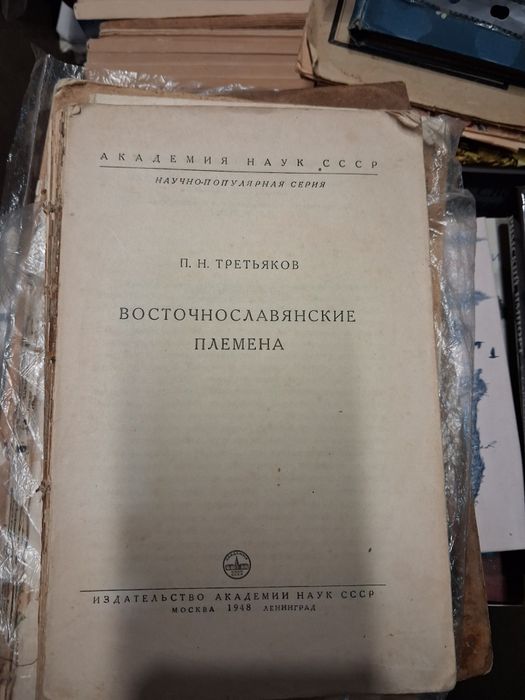 АКАДЕМИЯ НАУК СССР
НАУЧНО-ПОПУЛЯРНАЯ СЕРИЯ
П. Н. ТРЕТЬЯКОВ
ВОСТОЧНОСЛАВЯНСКИЕ
ПЛЕМЕНА
ИЗДАТЕЛЬСТВО АКАДЕМИИ НАУК СССР
МОСКВА 1948 ЛЕНИНГРАД